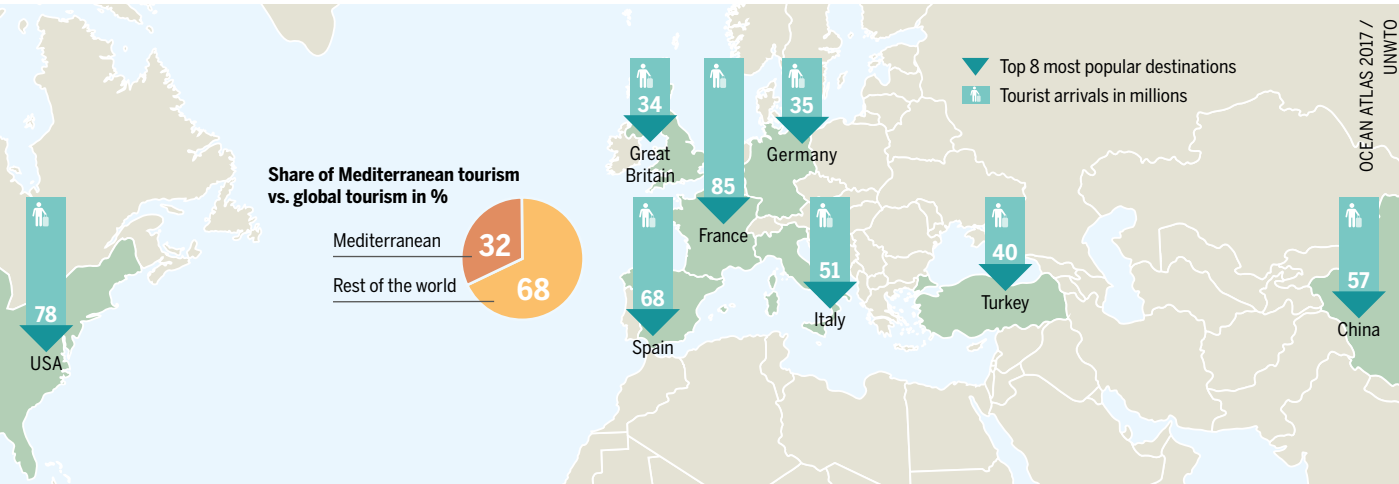 OCEAN ATLAS 2017 /
UNWTO
Top 8 most popular destinations
Tourist arrivals in millions
Share of Mediterranean tourism
vs. global tourism in %
Mediterranean
32
Rest of the world
68
78
USA
34
Great
Britain
85
France
35
Germany
68
Spain
51
Italy
40
Turkey
57
China